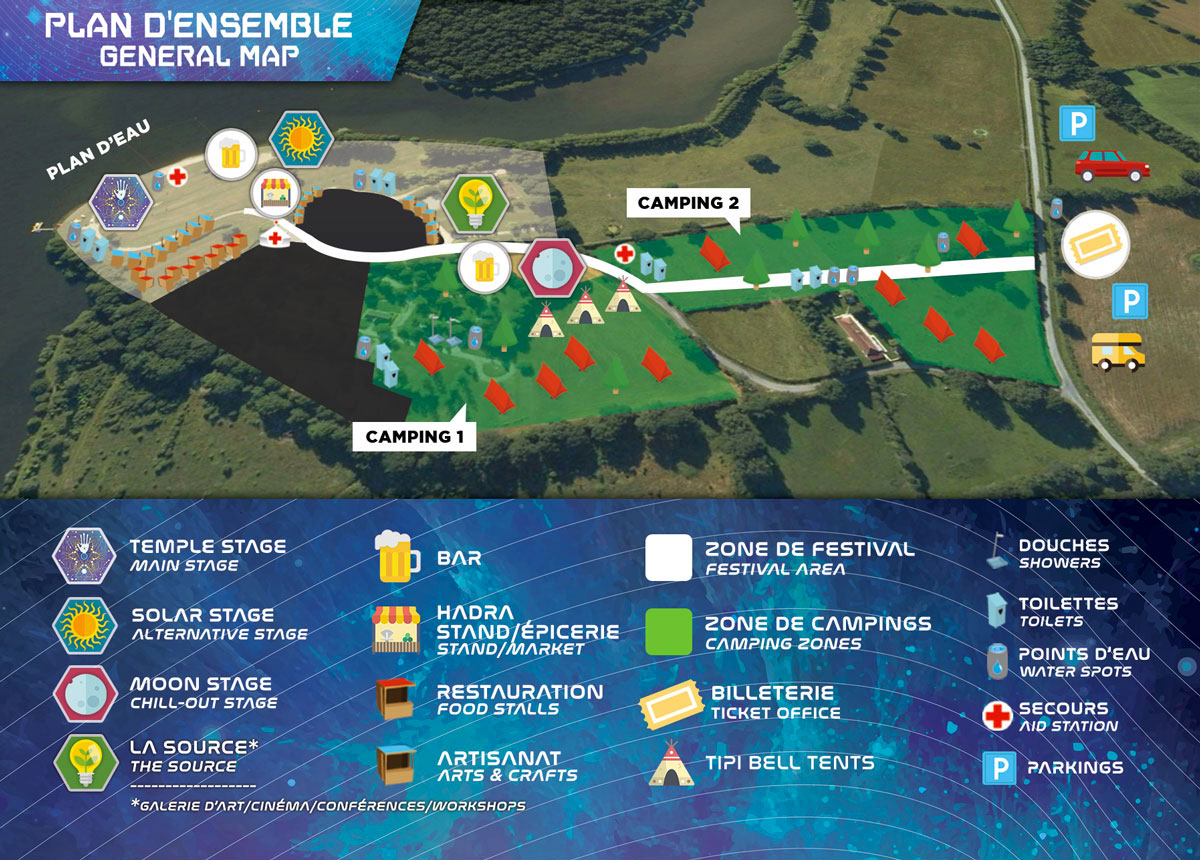 PLAN D'ENSEMBLE
GENERAL MAP
PLAN D'EAU
P
CAMPING 2
P
CAMPING 1
TEMPLE STAGE
MAIN STAGE
SOLAR STAGE
ALTERNATIVE STAGE
MOON STAGE
CHILL-OUT STAGE
LA SOURCE*
THE SOURCE
*GALERIE D'ART/CINÉMA/CONFÉRENCES/WORKSHOPS
BAR
HADRA
STAND/ÉPICERIE
STAND/MARKET
RESTAURATION
FOOD STALLS
ARTISANAT
ARTS & CRAFTS
ZONE DE FESTIVAL
FESTIVAL AREA
ZONE DE CAMPINGS
CAMPING ZONES
BILLETERIE
TICKET OFFICE
TIPI BELL TENTS
DOUCHES
SHOWERS
TOILETTES
TOILETS
POINTS D'EAU
WATER SPOTS
SECOURS
AID STATION
P PARKINGS